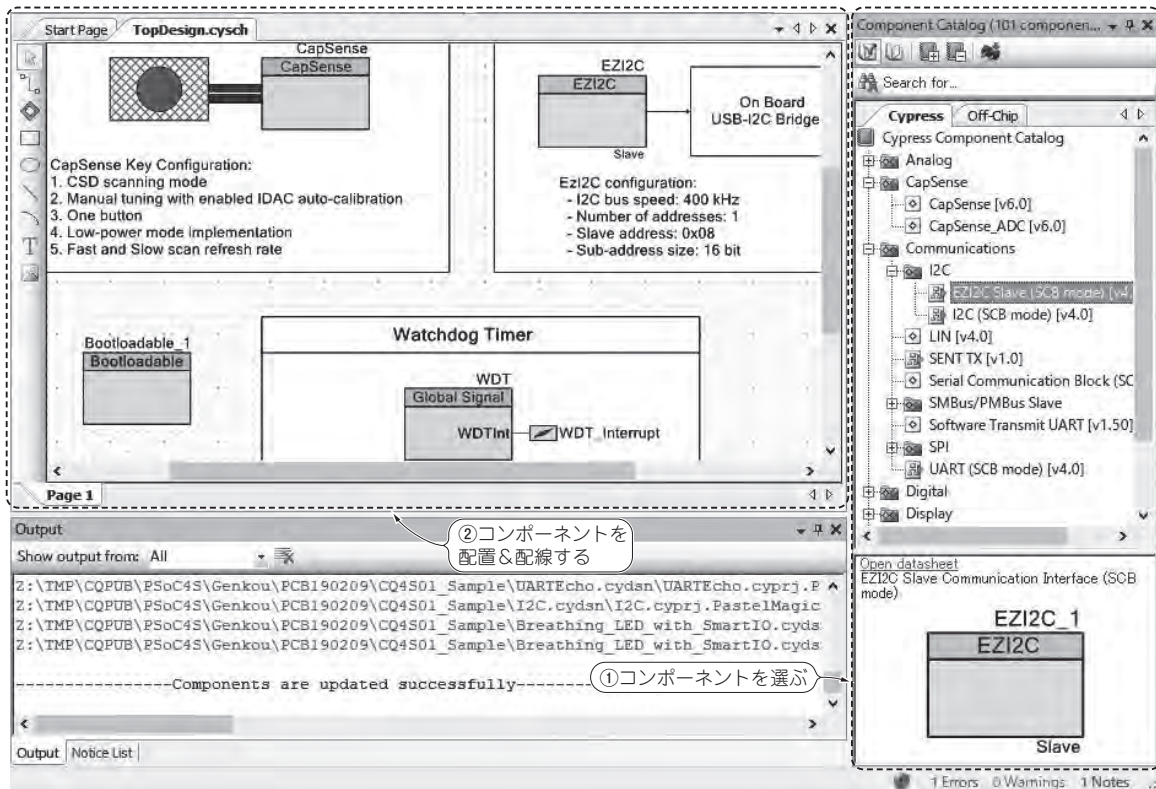 Start Page
TopDesign.cysch
CapSense
CapSense
CapSense Key Configuration:
1. CSD scanning mode
2. Manual tuning with enabled IDAC auto-calibration
3. One button
4. Low-power mode implementation
5. Fast and Slow scan refresh rate
EZI2C
EZI2C
Slave
On Board
USB-I2C Bridge
EzI2C configuration:
- I2C bus speed: 400 kHz
- Number of addresses: 1
- Slave address: 0x08
- Sub-address size: 16 bit
Bootloadable_1
Bootloadable
Watchdog Timer
WDT
Global Signal
WDTInt
WDT_Interrupt
Page 1
②コンポーネントを
配置&配線する
Output
Show output from: All
Z:\TMP\CQPUB\PSoC4S\Genkou\PCB190209\CQ4S01_Sample\UARTEcho.cydsn\UARTEcho.cyprj.P
Z:\TMP\CQPUB\PSoC4S\Genkou\PCB190209\CQ4S01_Sample\I2C.cydsn\I2C.cyprj.PastelMagic
Z:\TMP\CQPUB\PSoC4S\Genkou\PCB190209\CQ4S01_Sample\Breathing_LED_with_SmartIO.cyds
Z:\TMP\CQPUB\PSoC4S\Genkou\PCB190209\CQ4S01_Sample\Breathing_LED_with_SmartIO.cyds
----------------Components are updated successfully----------
①コンポーネントを選ぶ
Output
Notice List
Component Catalog (101 componen...
Search for...
Cypress
Off-Chip
Cypress Component Catalog
Analog
CapSense
CapSense [v6.0]
CapSense_ADC [v6.0]
Communications
I2C
EZI2C Slave (SCB mode) [v4.
I2C (SCB mode) [v4.0]
LIN [v4.0]
SENT TX [v1.0]
Serial Communication Block (SC
SMBus/PMBus Slave
Software Transmit UART [v1.50]
SPI
UART (SCB mode) [v4.0]
Digital
Display
Open datasheet
EZI2C Slave Communication Interface (SCB
mode)
EZI2C_1
EZI2C
Slave
1 Errors 0 Warnings 1 Notes